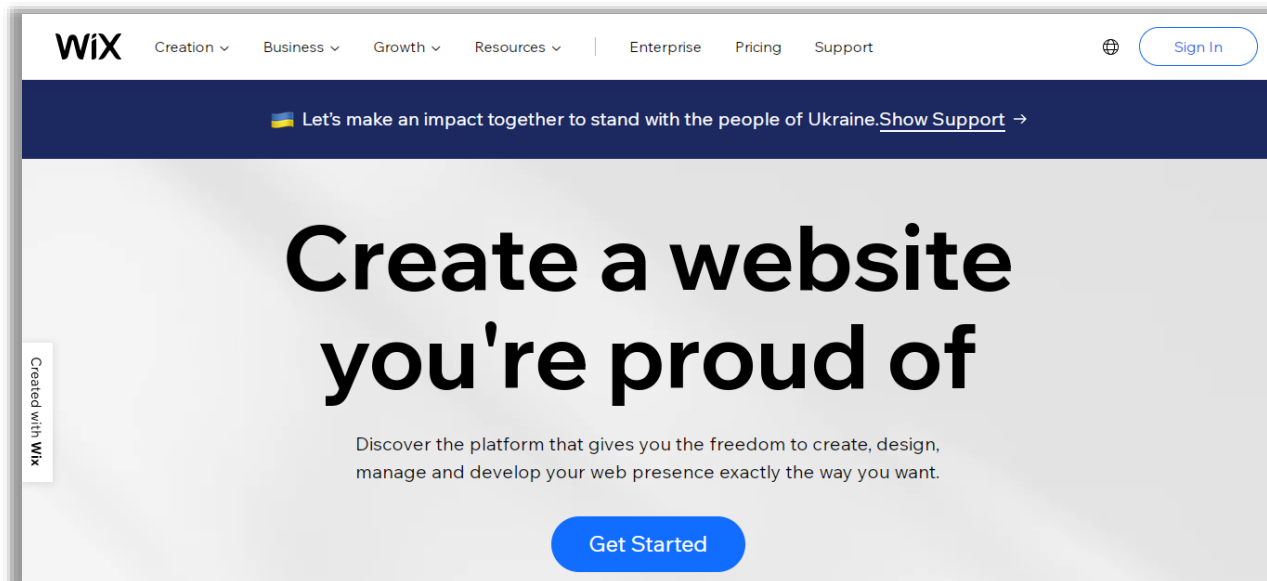 WiX Creation Business Growth Resources Enterprise Pricing Support Sign In
Let's make an impact together to stand with the people of Ukraine.Show Support →
Create a website
you're proud of
Created with Wix
Discover the platform that gives you the freedom to create, design,
manage and develop your web presence exactly the way you want.
Get Started